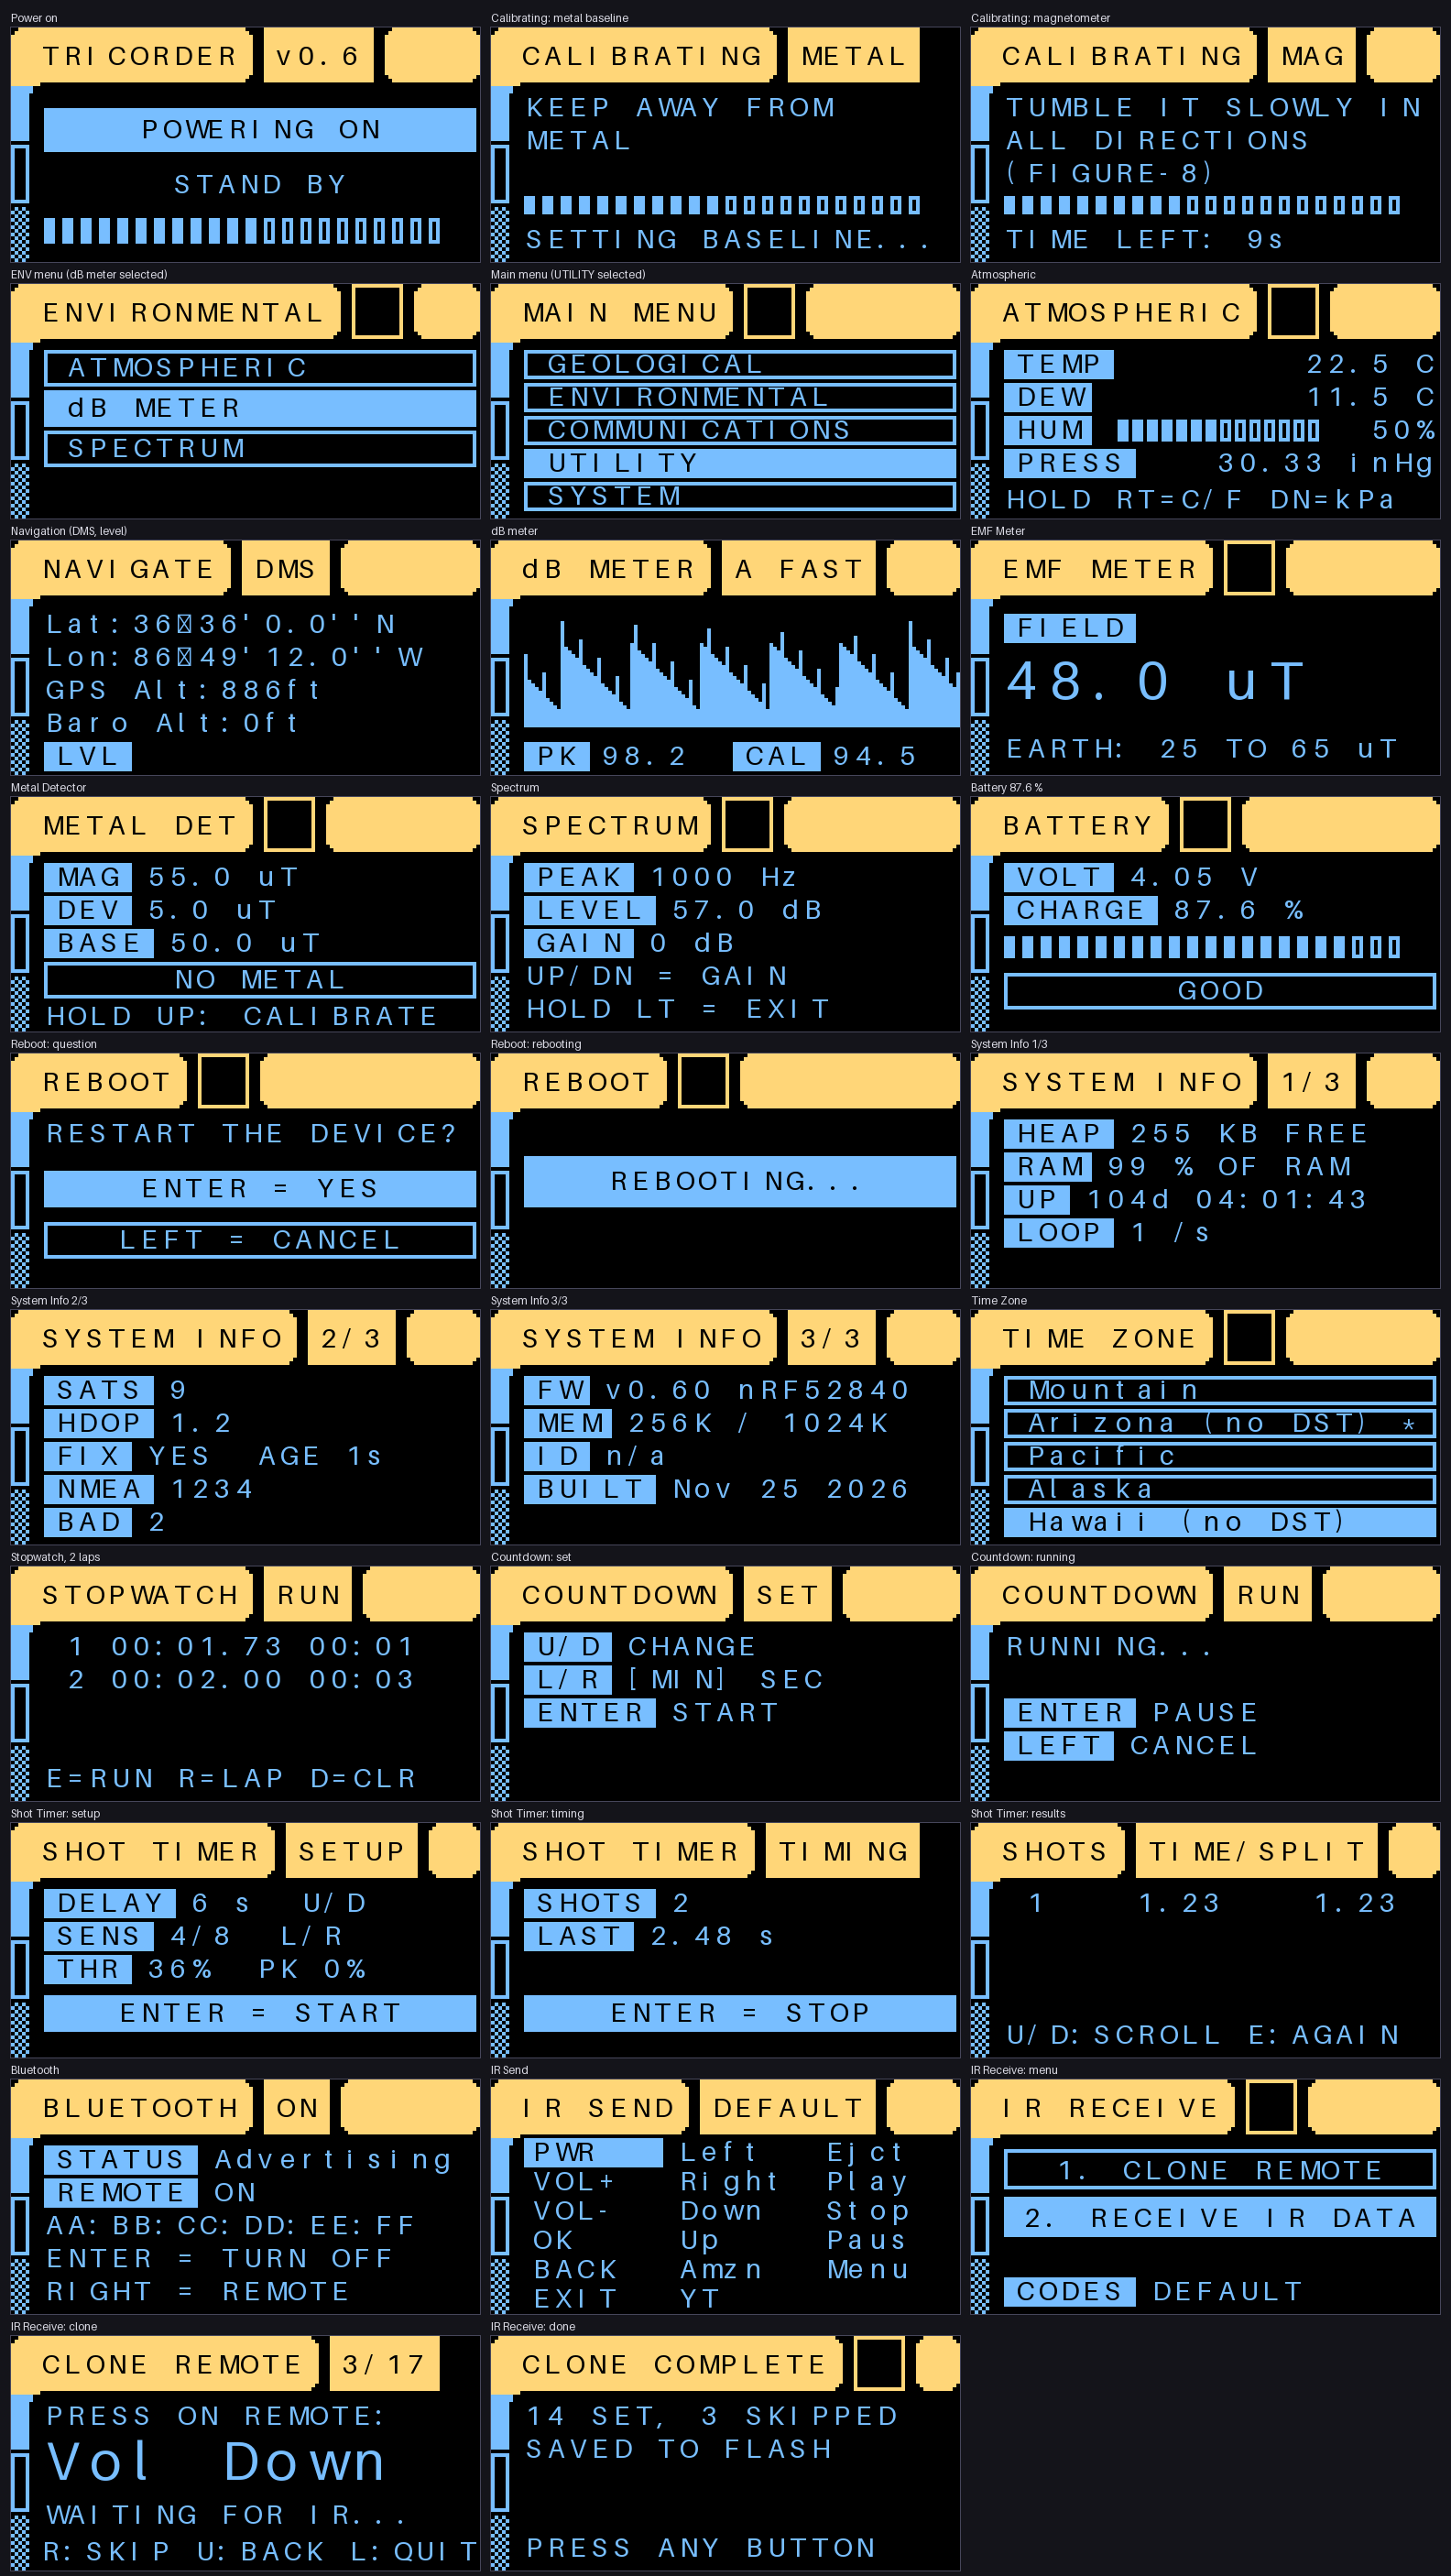 Power on
TRICORDER v0.6
POWERING ON
STAND BY
Calibrating: metal baseline
CALIBRATING METAL
KEEP AWAY FROM
METAL
SETTING BASELINE...
Calibrating: magnetometer
CALIBRATING MAG
TUMBLE IT SLOWLY IN
ALL DIRECTIONS
(FIGURE-8)
TIME LEFT: 9s
ENV menu (dB meter selected)
ENVIRONMENTAL
ATMOSPHERIC
dB METER
SPECTRUM
Main menu (UTILITY selected)
MAIN MENU
GEOLOGICAL
ENVIRONMENTAL
COMMUNICATIONS
UTILITY
SYSTEM
Atmospheric
ATMOSPHERIC
TEMP 22.5 C
DEW 11.5 C
HUM 50%
PRESS 30.33 inHg
HOLD RT=C/F DN=kPa
Navigation (DMS, level)
NAVIGATE DMS
Lat:36▯36'0.0''N
Lon:86▯49'12.0''W
GPS Alt:886ft
Baro Alt:0ft
LVL
dB meter
dB METER A FAST
PK 98.2 CAL 94.5
EMF Meter
EMF METER
FIELD
48.0 uT
EARTH: 25 TO 65 uT
Metal Detector
METAL DET
MAG 55.0 uT
DEV 5.0 uT
BASE 50.0 uT
NO METAL
HOLD UP: CALIBRATE
Spectrum
SPECTRUM
PEAK 1000 Hz
LEVEL 57.0 dB
GAIN 0 dB
UP/DN = GAIN
HOLD LT = EXIT
Battery 87.6 %
BATTERY
VOLT 4.05 V
CHARGE 87.6 %
GOOD
Reboot: question
REBOOT
RESTART THE DEVICE?
ENTER = YES
LEFT = CANCEL
Reboot: rebooting
REBOOT
REBOOTING...
System Info 1/3
SYSTEM INFO 1/3
HEAP 255 KB FREE
RAM 99 % OF RAM
UP 104d 04:01:43
LOOP 1 /s
System Info 2/3
SYSTEM INFO 2/3
SATS 9
HDOP 1.2
FIX YES AGE 1s
NMEA 1234
BAD 2
System Info 3/3
SYSTEM INFO 3/3
FW v0.60 nRF52840
MEM 256K / 1024K
ID n/a
BUILT Nov 25 2026
Time Zone
TIME ZONE
Mountain
Arizona (no DST) *
Pacific
Alaska
Hawaii (no DST)
Stopwatch, 2 laps
STOPWATCH RUN
1 00:01.73 00:01
2 00:02.00 00:03
E=RUN R=LAP D=CLR
Countdown: set
COUNTDOWN SET
U/D CHANGE
L/R [MIN] SEC
ENTER START
Countdown: running
COUNTDOWN RUN
RUNNING...
ENTER PAUSE
LEFT CANCEL
Shot Timer: setup
SHOT TIMER SETUP
DELAY 6 s U/D
SENS 4/8 L/R
THR 36% PK 0%
ENTER = START
Shot Timer: timing
SHOT TIMER TIMING
SHOTS 2
LAST 2.48 s
ENTER = STOP
Shot Timer: results
SHOTS TIME/SPLIT
1 1.23 1.23
U/D:SCROLL E:AGAIN
Bluetooth
BLUETOOTH ON
STATUS Advertising
REMOTE ON
AA:BB:CC:DD:EE:FF
ENTER = TURN OFF
RIGHT = REMOTE
IR Send
IR SEND DEFAULT
PWR Left Ejct
VOL+ Right Play
VOL- Down Stop
OK Up Paus
BACK Amzn Menu
EXIT YT
IR Receive: menu
IR RECEIVE
1. CLONE REMOTE
2. RECEIVE IR DATA
CODES DEFAULT
IR Receive: clone
CLONE REMOTE 3/17
PRESS ON REMOTE:
Vol Down
WAITING FOR IR...
R:SKIP U:BACK L:QUIT
IR Receive: done
CLONE COMPLETE
14 SET, 3 SKIPPED
SAVED TO FLASH
PRESS ANY BUTTON